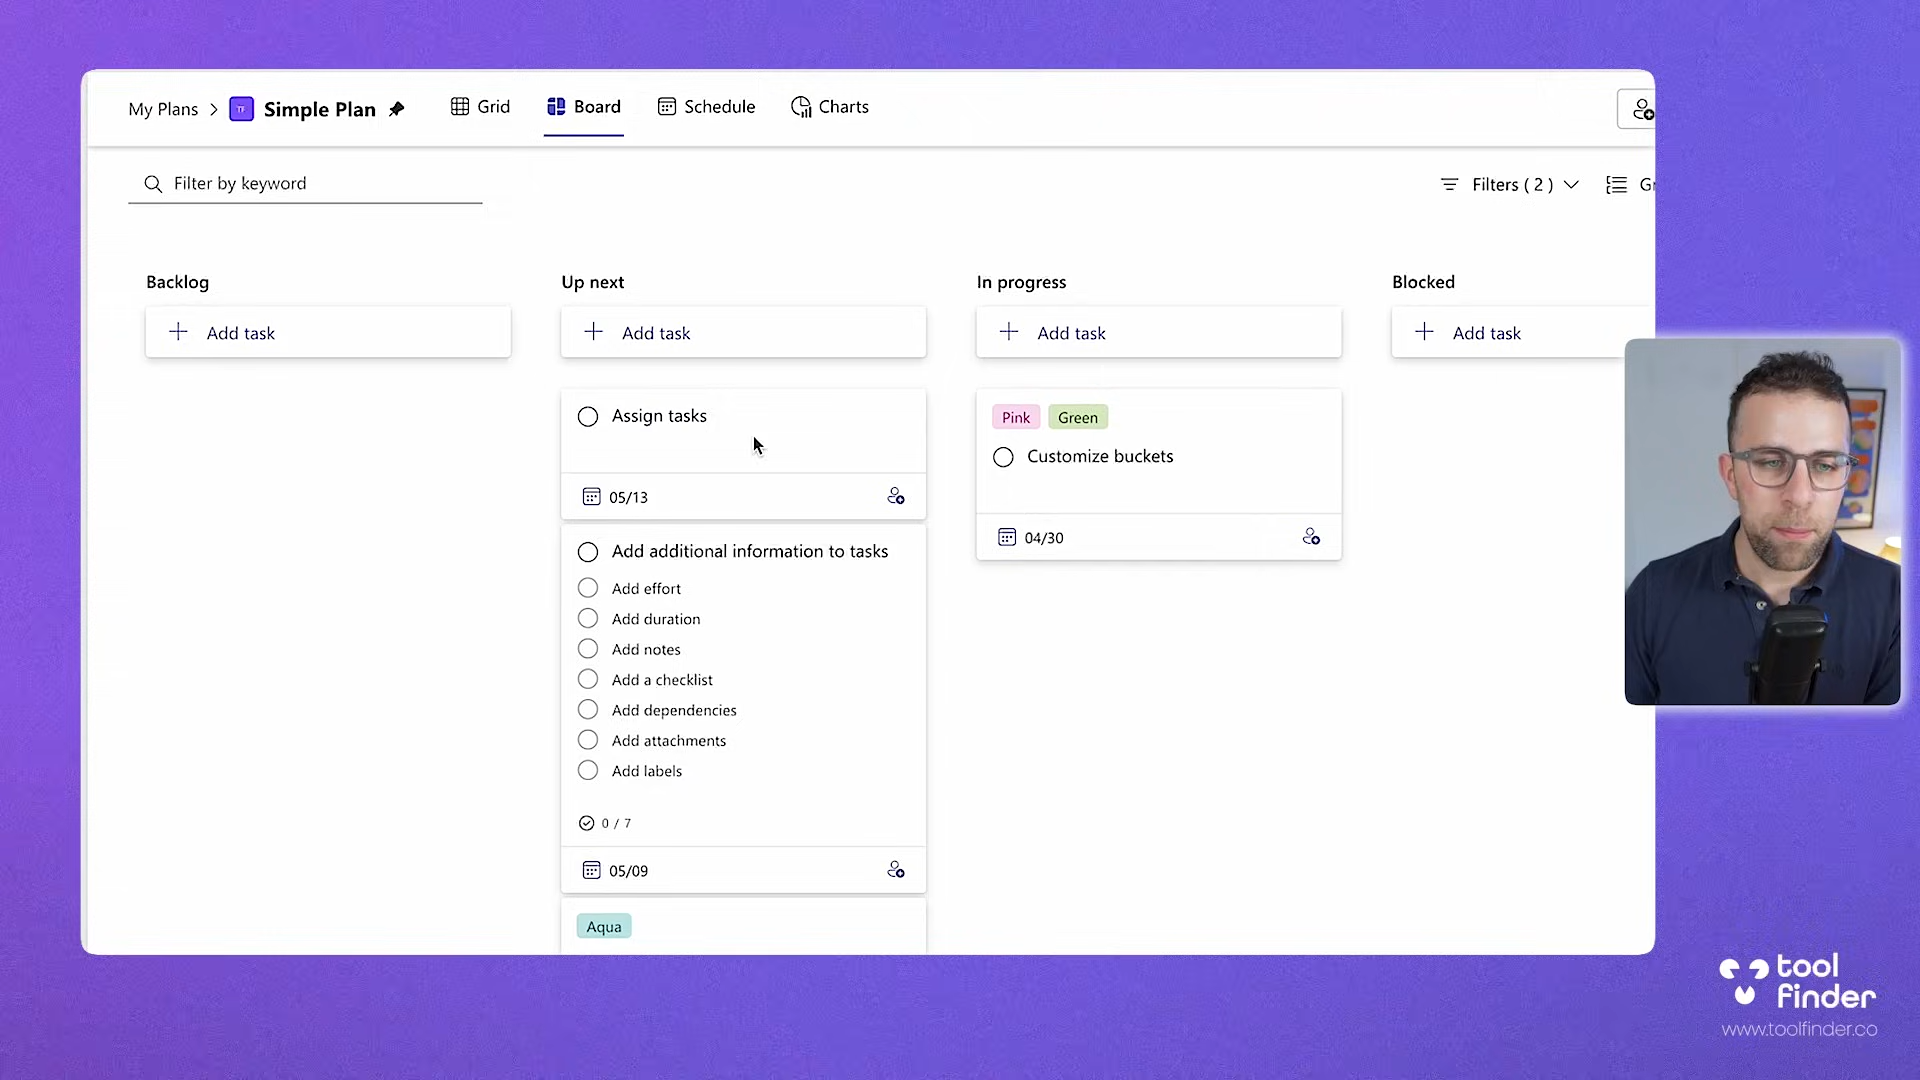 My Plans > TF Simple Plan
Grid
Board
Schedule
Charts
Filter by keyword
Filters ( 2 )
Backlog
Add task
Up next
Add task
Assign tasks
05/13
Add additional information to tasks
Add effort
Add duration
Add notes
Add a checklist
Add dependencies
Add attachments
Add labels
0 / 7
05/09
Aqua
In progress
Add task
Pink Green
Customize buckets
04/30
Blocked
Add task
tool
finder
www.toolfinder.co